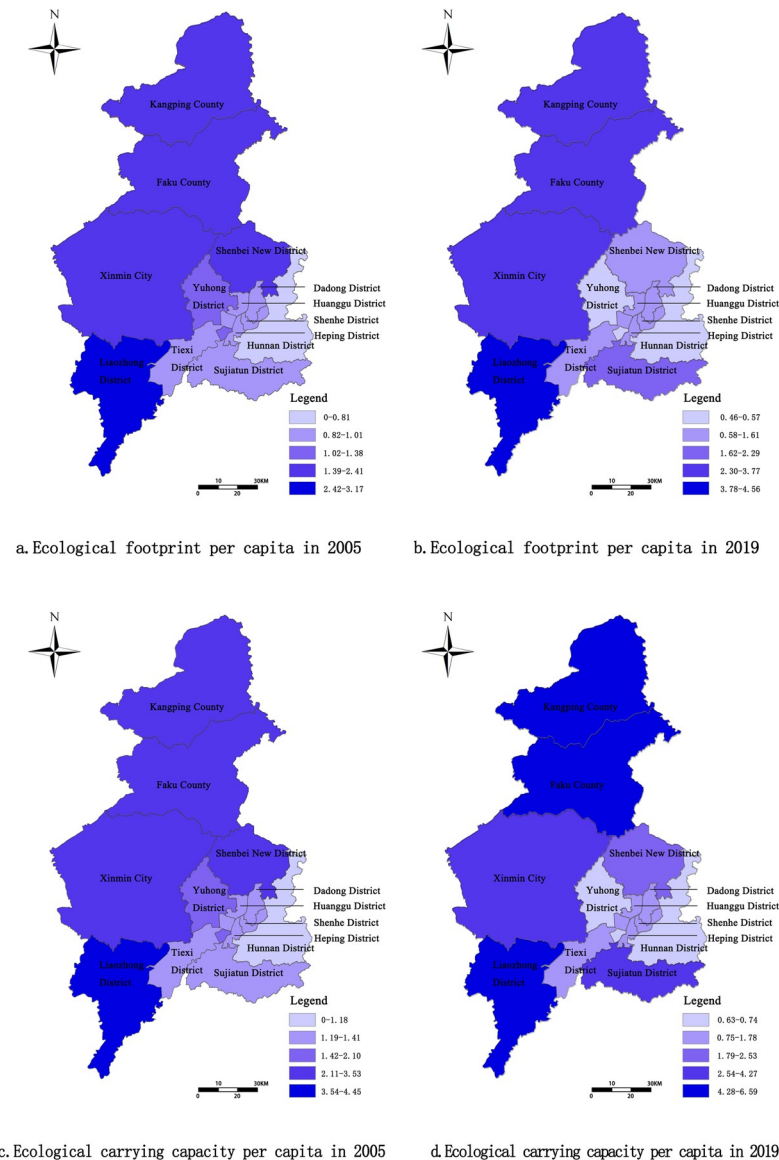 N
Kangping County
Faku County
Shenbei New District
Xinmin City
Yuhong
District
Dadong District
Huanggu District
Shenhe District
Heping District
Hunnan District
Tiexi
District
Liaozhong
District
Sujiatun District
Legend
0-0.81
0.82-1.01
1.02-1.38
1.39-2.41
2.42-3.17
10 30KM
0 20
a. Ecological footprint per capita in 2005
N
Kangping County
Faku County
Shenbei New District
Xinmin City
Yuhong
District
Dadong District
Huanggu District
Shenhe District
Heping District
Hunnan District
Tiexi
District
Liaozhong
District
Sujiatun District
Legend
0.46-0.57
0.58-1.61
1.62-2.29
2.30-3.77
3.78-4.56
10 30KM
0 20
b. Ecological footprint per capita in 2019
N
Kangping County
Faku County
Shenbei New District
Xinmin City
Yuhong
District
Dadong District
Huanggu District
Shenhe District
Heping District
Hunnan District
Tiexi
District
Liaozhong
District
Sujiatun District
Legend
0-1.18
1.19-1.41
1.42-2.10
2.11-3.53
3.54-4.45
10 30KM
0 20
c. Ecological carrying capacity per capita in 2005
N
Kangping County
Faku County
Shenbei New District
Xinmin City
Yuhong
District
Dadong District
Huanggu District
Shenhe District
Heping District
Hunnan District
Tiexi
District
Liaozhong
District
Sujiatun District
Legend
0.63-0.74
0.75-1.78
1.79-2.53
2.54-4.27
4.28-6.59
10 30KM
0 20
d. Ecological carrying capacity per capita in 2019